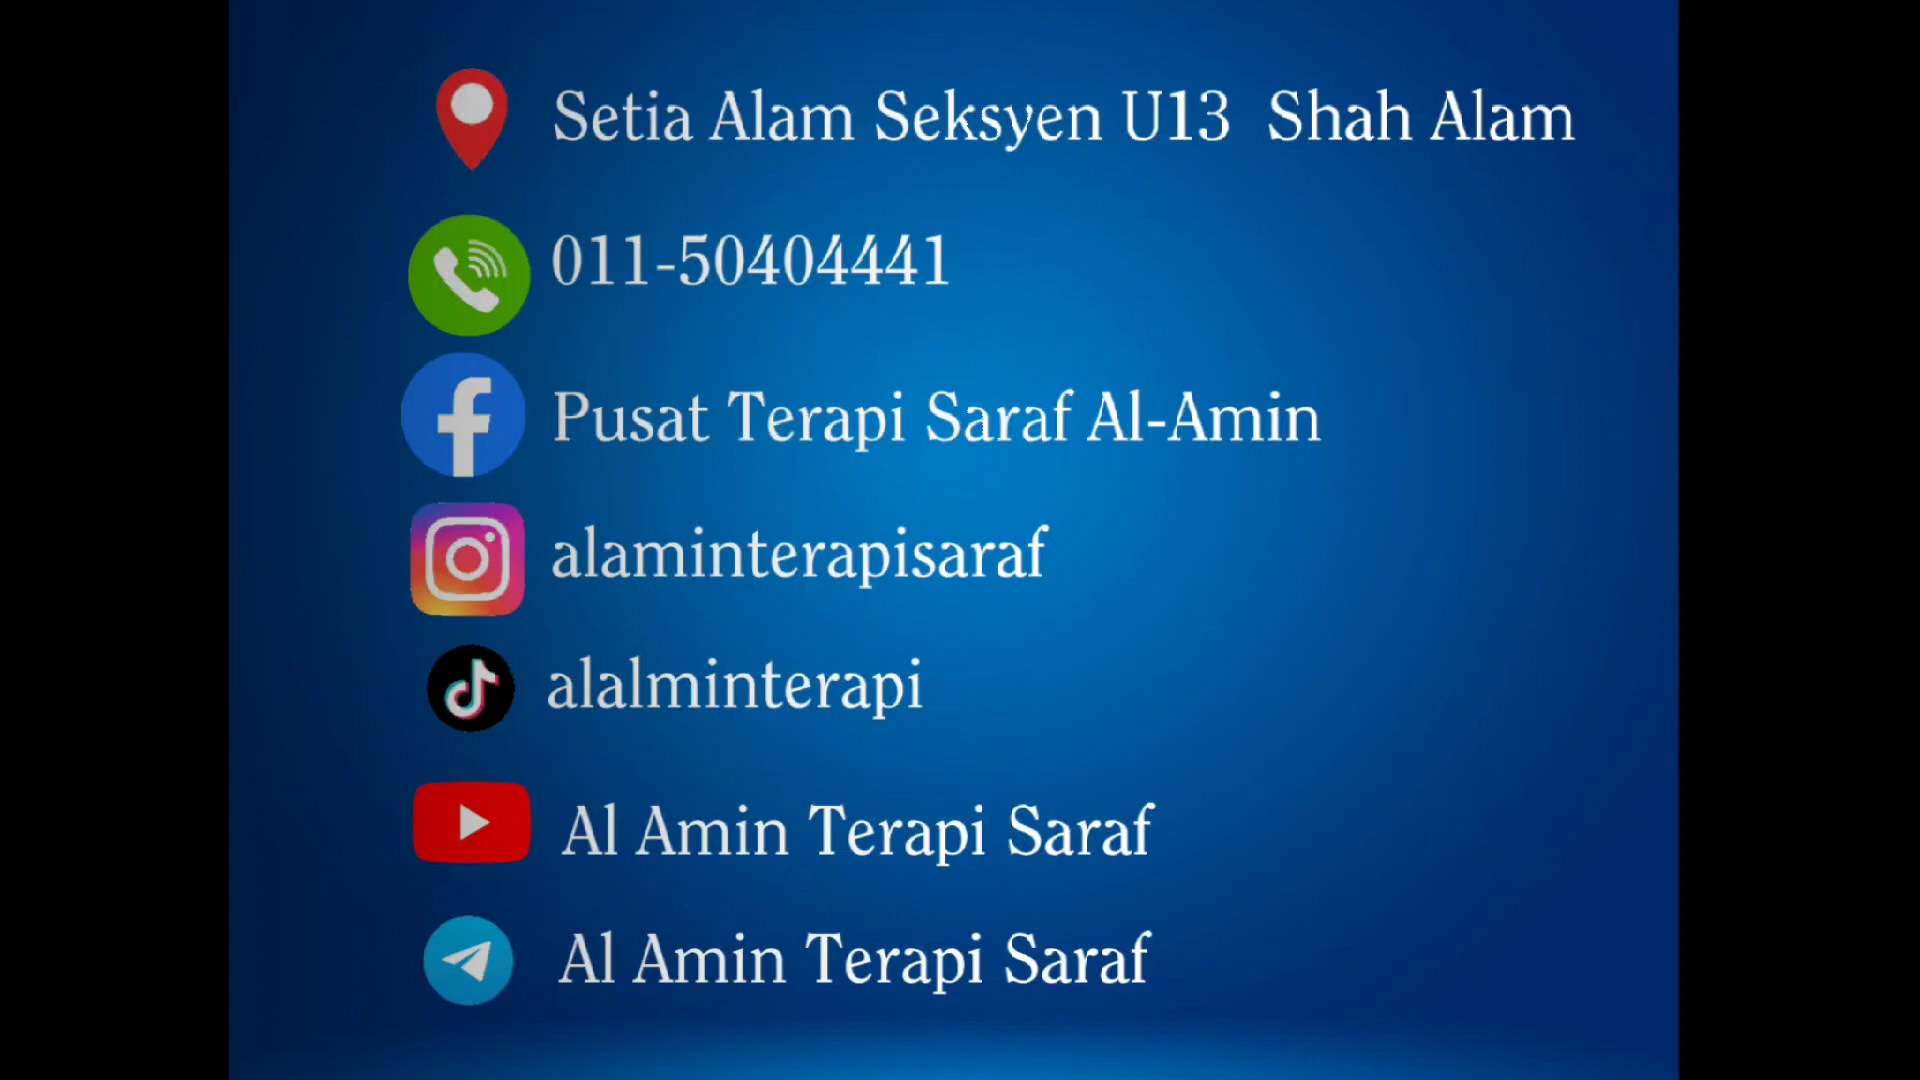 Setia Alam Seksyen U13 Shah Alam
011-50404441
Pusat Terapi Saraf Al-Amin
alaminterapisaraf
alalminterapi
Al Amin Terapi Saraf
Al Amin Terapi Saraf